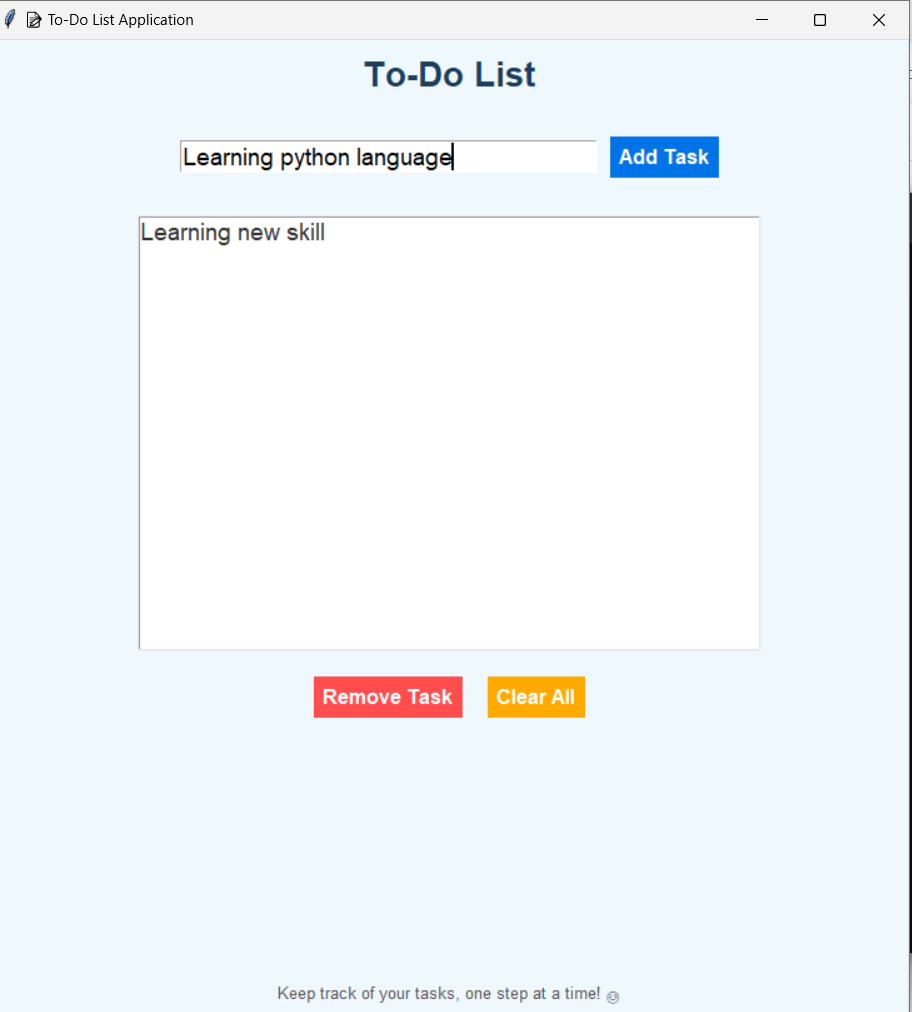 To-Do List Application
To-Do List
Learning python language
Add Task
Learning new skill
Remove Task
Clear All
Keep track of your tasks, one step at a time!